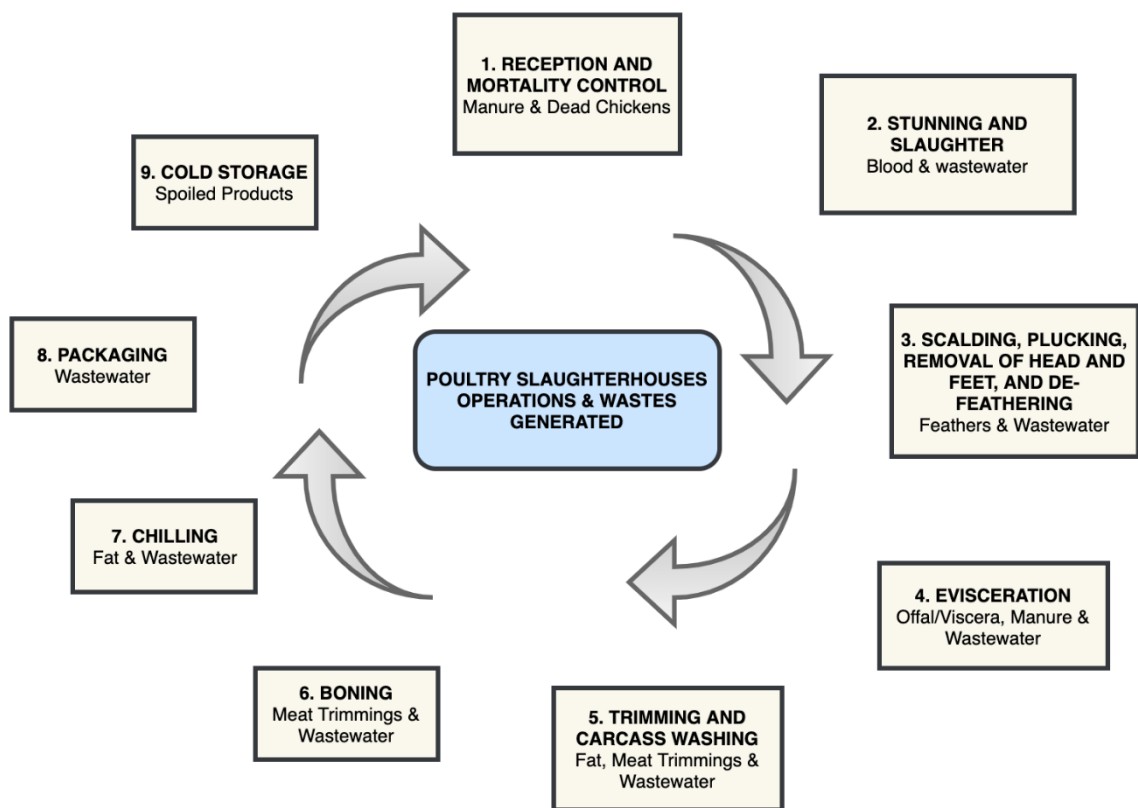 1. RECEPTION AND
MORTALITY CONTROL
Manure & Dead Chickens
2. STUNNING AND
SLAUGHTER
Blood & wastewater
3. SCALDING, PLUCKING,
REMOVAL OF HEAD AND
FEET, AND DE-
FEATHERING
Feathers & Wastewater
4. EVISCERATION
Offal/Viscera, Manure &
Wastewater
5. TRIMMING AND
CARCASS WASHING
Fat, Meat Trimmings &
Wastewater
6. BONING
Meat Trimmings &
Wastewater
7. CHILLING
Fat & Wastewater
8. PACKAGING
Wastewater
9. COLD STORAGE
Spoiled Products
POULTRY SLAUGHTERHOUSES
OPERATIONS & WASTES
GENERATED